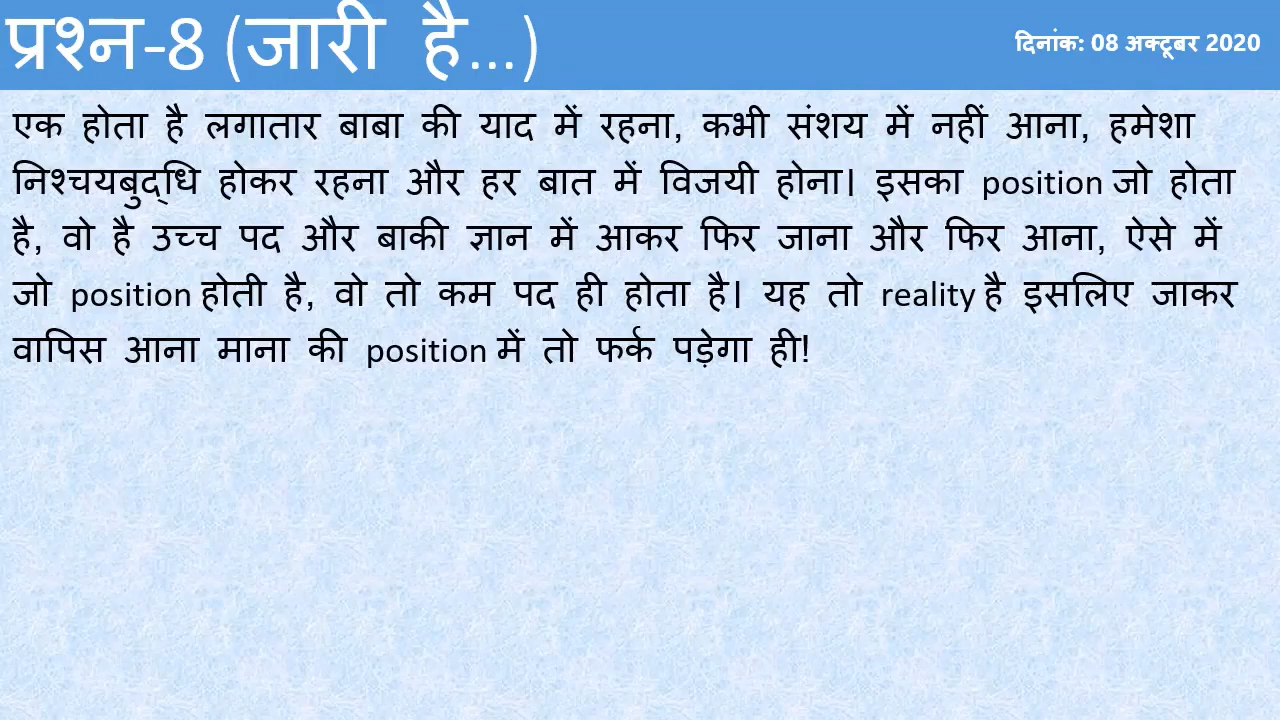 प्रश्न-8 (जारी है...)
दिनांक: 08 अक्टूबर 2020
एक होता है लगातार बाबा की याद में रहना, कभी संशय में नहीं आना, हमेशा
निश्चयबुद्धि होकर रहना और हर बात में विजयी होना। इसका position जो होता
है, वो है उच्च पद और बाकी ज्ञान में आकर फिर जाना और फिर आना, ऐसे में
जो position होती है, वो तो कम पद ही होता है। यह तो reality है इसलिए जाकर
वापिस आना माना की position में तो फर्क पड़ेगा ही!